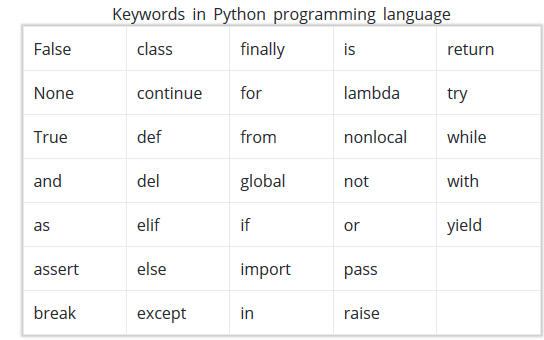 Keywords in Python programming language
False class finally is return
None continue for lambda try
True def from nonlocal while
and del global not with
as elif if or yield
assert else import pass
break except in raise